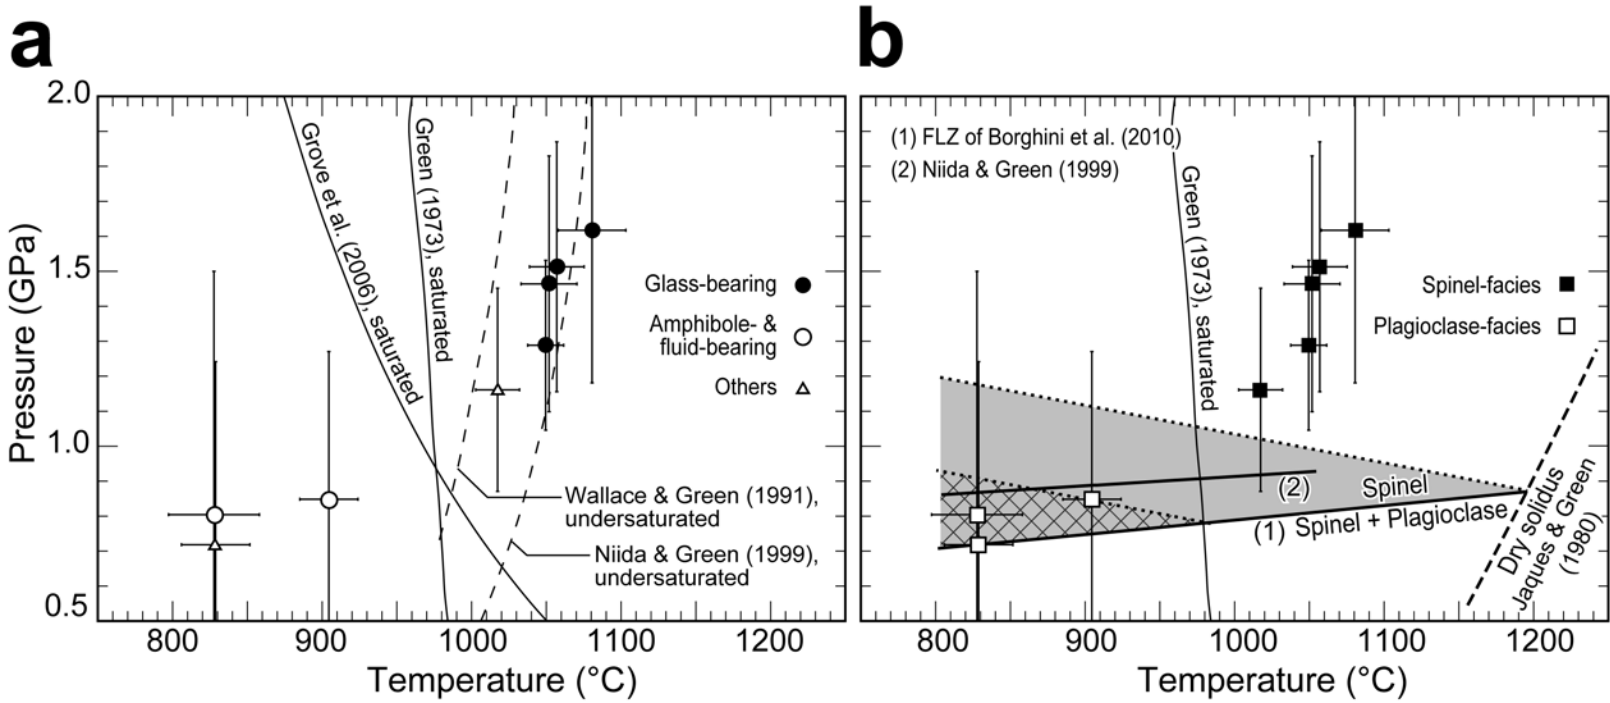 a
2.0
1.5
1.0
0.5
Pressure (GPa)
800
900
1000
1100
1200
Temperature (°C)
Grove et al. (2006), saturated
Green (1973), saturated
Glass-bearing
Amphibole- &
fluid-bearing
Others
Wallace & Green (1991),
undersaturated
Niida & Green (1999),
undersaturated
b
(1) FLZ of Borghini et al. (2010)
(2) Niida & Green (1999)
Green (1973), saturated
Spinel-facies
Plagioclase-facies
(2)
Spinel
(1) Spinel + Plagioclase
Dry solidus
Jaques & Green
(1980)
800
900
1000
1100
1200
Temperature (°C)